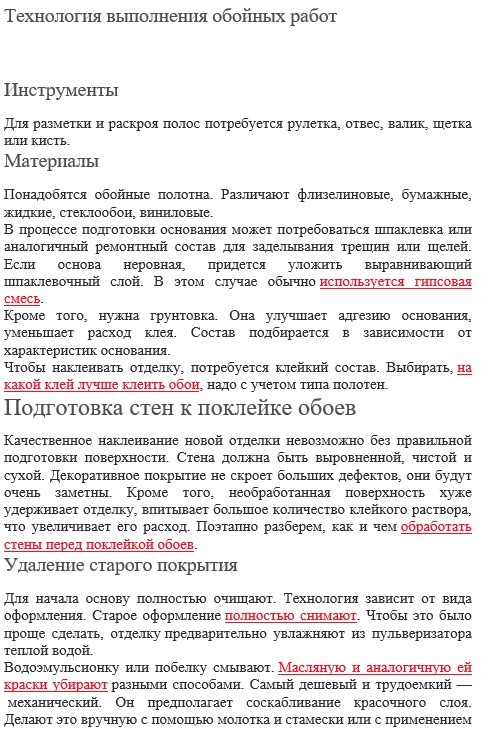 Технология выполнения обойных работ
Инструменты
Для разметки и раскроя полос потребуется рулетка, отвес, валик, щетка
или кисть.
Материалы
Понадобятся обойные полотна. Различают флизелиновые, бумажные,
жидкие, стеклообои, виниловые.
В процессе подготовки основания может потребоваться шпаклевка или
аналогичный ремонтный состав для заделывания трещин или щелей.
Если основа неровная, придется уложить выравнивающий
шпаклевочный слой. В этом случае обычно используется гипсовая
смесь.
Кроме того, нужна грунтовка. Она улучшает адгезию основания,
уменьшает расход клея. Состав подбирается в зависимости от
характеристик основания.
Чтобы наклеивать отделку, потребуется клейкий состав. Выбирать, на
какой клей лучше клеить обои, надо с учетом типа полотен.
Подготовка стен к поклейке обоев
Качественное наклеивание новой отделки невозможно без правильной
подготовки поверхности. Стена должна быть выровненной, чистой и
сухой. Декоративное покрытие не скроет больших дефектов, они будут
очень заметны. Кроме того, необработанная поверхность хуже
удерживает отделку, впитывает большое количество клейкого раствора,
что увеличивает его расход. Поэтапно разберем, как и чем обработать
стены перед поклейкой обоев.
Удаление старого покрытия
Для начала основу полностью очищают. Технология зависит от вида
оформления. Старое оформление полностью снимают. Чтобы это было
проще сделать, отделку предварительно увлажняют из пульверизатора
теплой водой.
Водоэмульсионку или побелку смывают. Масляную и аналогичную ей
краски убирают разными способами. Самый дешевый и трудоемкий —
механический. Он предполагает соскабливание красочного слоя.
Делают это вручную с помощью молотка и стамески или с применением